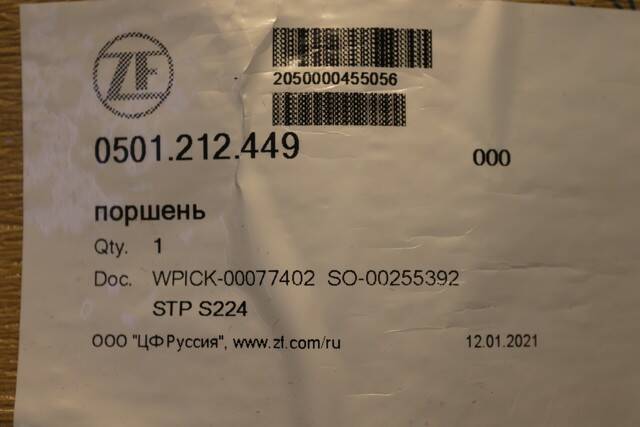 ZF
2050000455056
0501.212.449 000
поршень
Qty. 1
Doc. WPICK-00077402 SO-00255392
STP S224
ООО "ЦФ Руссия", www.zf.com/ru 12.01.2021